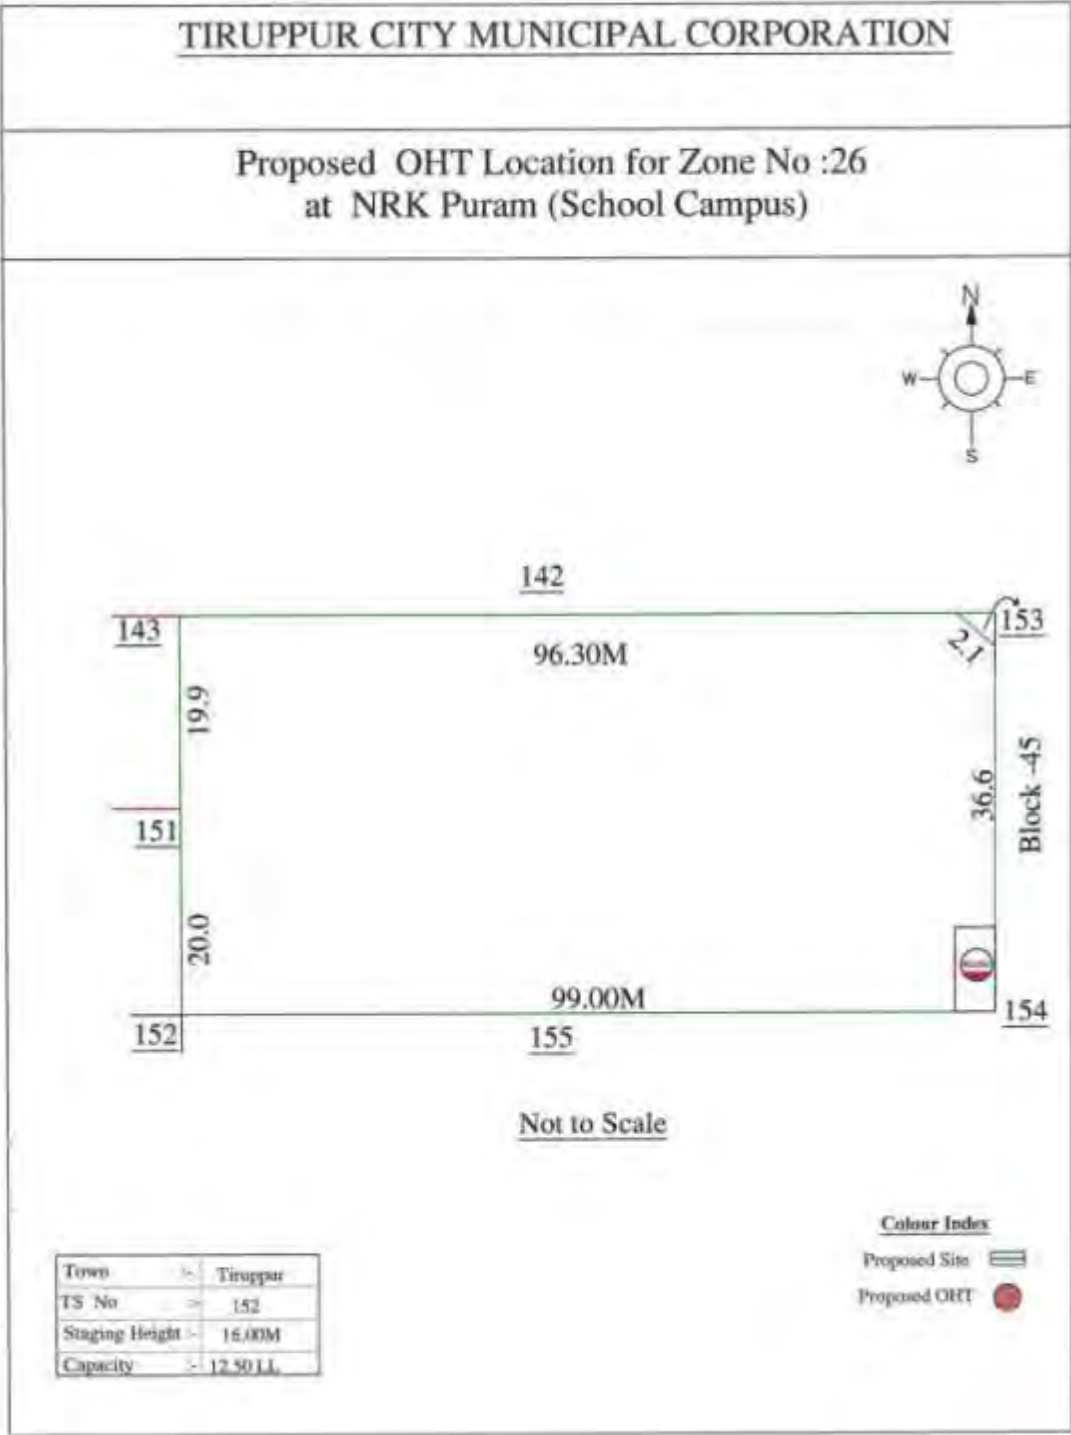 TIRUPPUR CITY MUNICIPAL CORPORATION
Proposed OHT Location for Zone No :26
at NRK Puram (School Campus)
N
W
E
S
142
143
153
96.30M
2.1
19.9
151
36.6
Block -45
20.0
99.00M
152
155
154
Not to Scale
Colour Index
Proposed Site
Proposed OHT
Town :- Tiruppur
TS No :- 152
Staging Height :- 16.00M
Capacity :- 12.50 LL